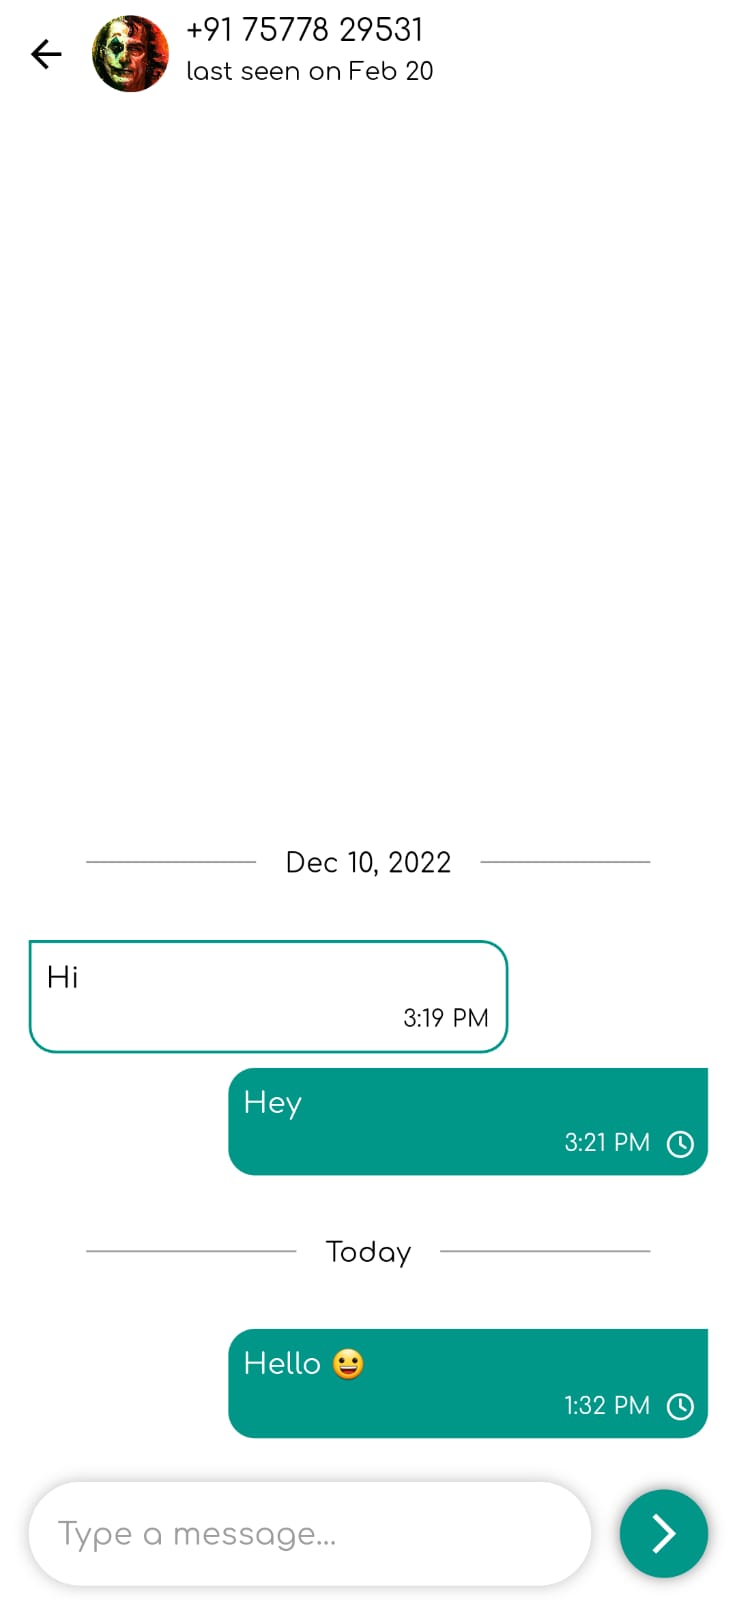 +91 75778 29531
last seen on Feb 20
Dec 10, 2022
Hi
3:19 PM
Hey
3:21 PM
Today
Hello 😀
1:32 PM
Type a message...